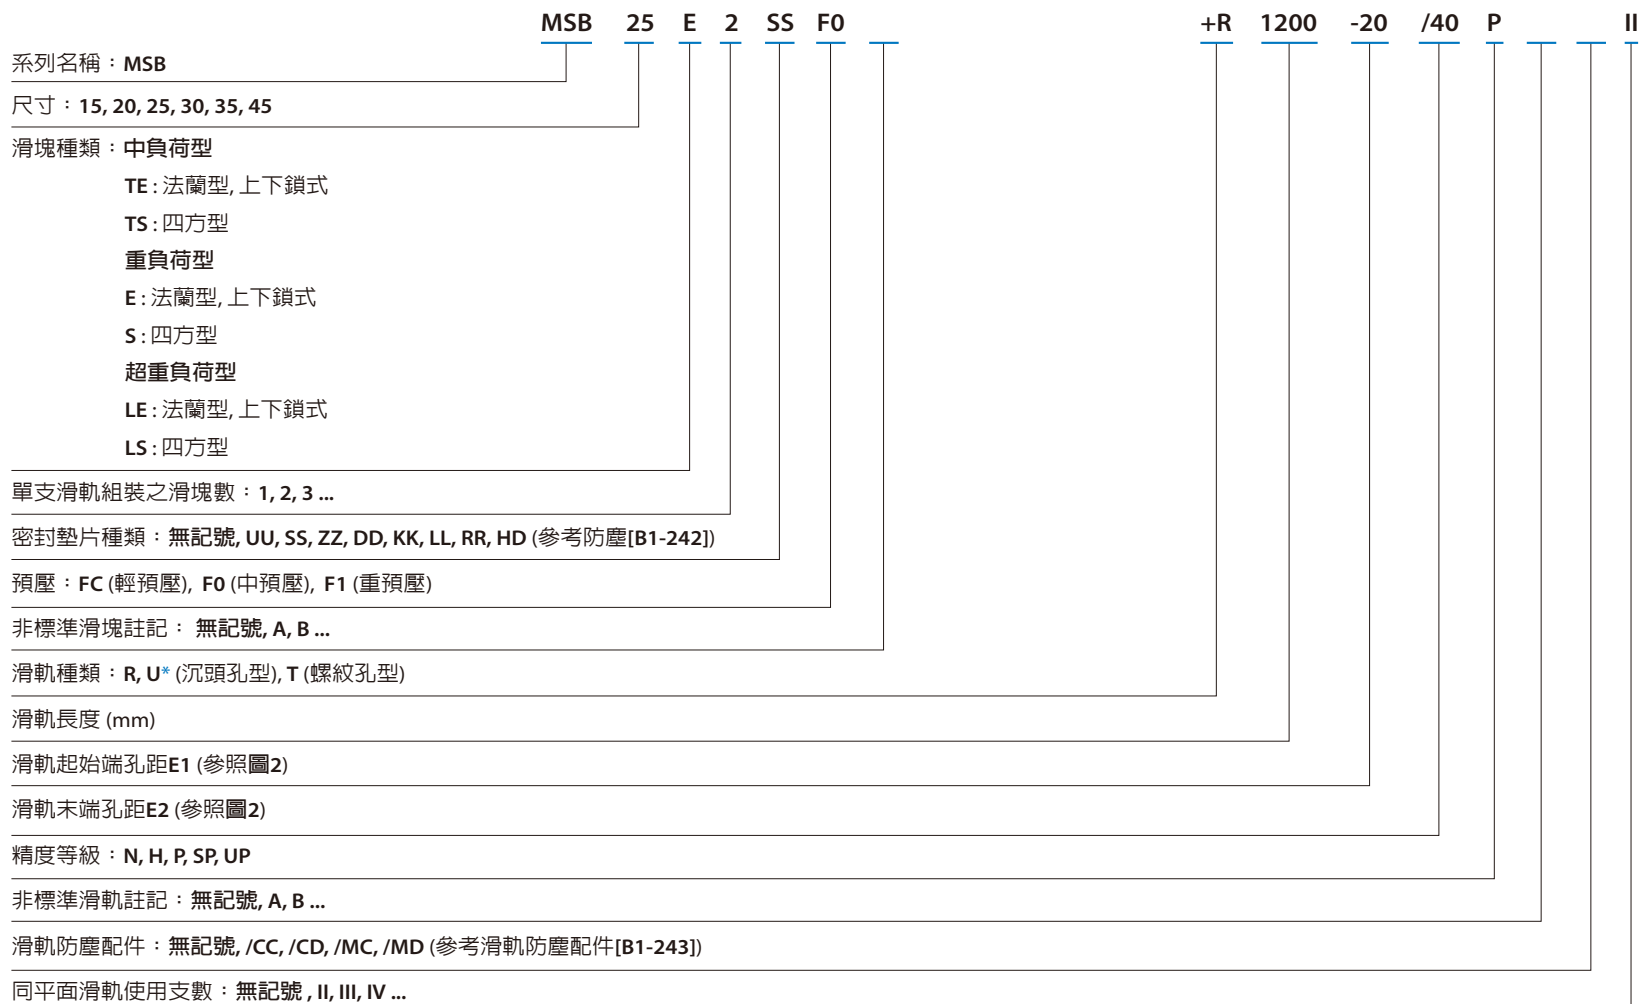 MSB 25 E 2 SS F0 +R 1200 -20 /40 P II
系列名稱：MSB
尺寸：15, 20, 25, 30, 35, 45
滑塊種類：中負荷型
TE : 法蘭型, 上下鎖式
TS : 四方型
重負荷型
E : 法蘭型, 上下鎖式
S : 四方型
超重負荷型
LE : 法蘭型, 上下鎖式
LS : 四方型
單支滑軌組裝之滑塊數：1, 2, 3 ...
密封墊片種類：無記號, UU, SS, ZZ, DD, KK, LL, RR, HD (參考防塵[B1-242])
預壓：FC (輕預壓), F0 (中預壓), F1 (重預壓)
非標準滑塊註記： 無記號, A, B ...
滑軌種類：R, U* (沉頭孔型), T (螺紋孔型)
滑軌長度 (mm)
滑軌起始端孔距E1 (參照圖2)
滑軌末端孔距E2 (參照圖2)
精度等級：N, H, P, SP, UP
非標準滑軌註記：無記號, A, B ...
滑軌防塵配件：無記號, /CC, /CD, /MC, /MD (參考滑軌防塵配件[B1-243])
同平面滑軌使用支數：無記號 , II, III, IV ...